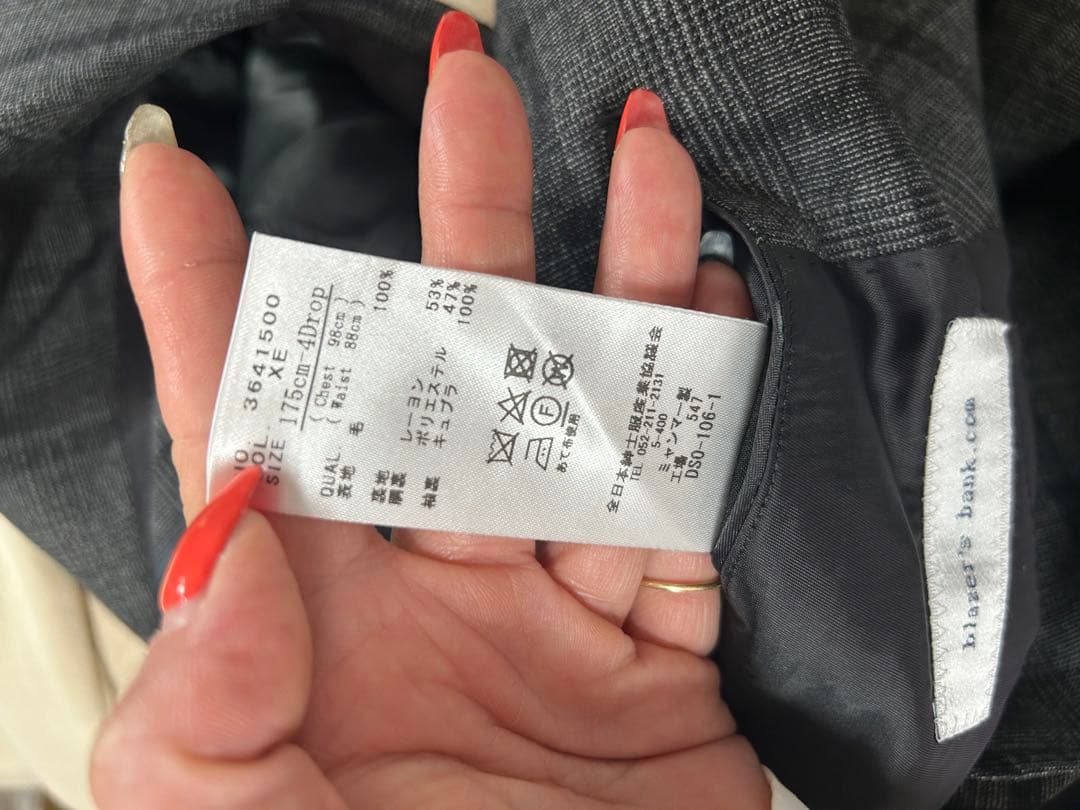 NO. 3641500
COL. XE
SIZE 175cm-4Drop
( Chest 98cm )
( Waist 88cm )
QUAL.
表地 毛 100%
裏地
胴裏 レーヨン 53%
ポリエステル 47%
袖裏 キュプラ 100%
F
あて布使用
全日本紳士服産業協議会
TEL 052-211-2131
5-400
ミャンマー製
工場 547
DSO-106-1
blazer's bank.com